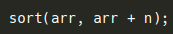 sort(arr, arr + n);